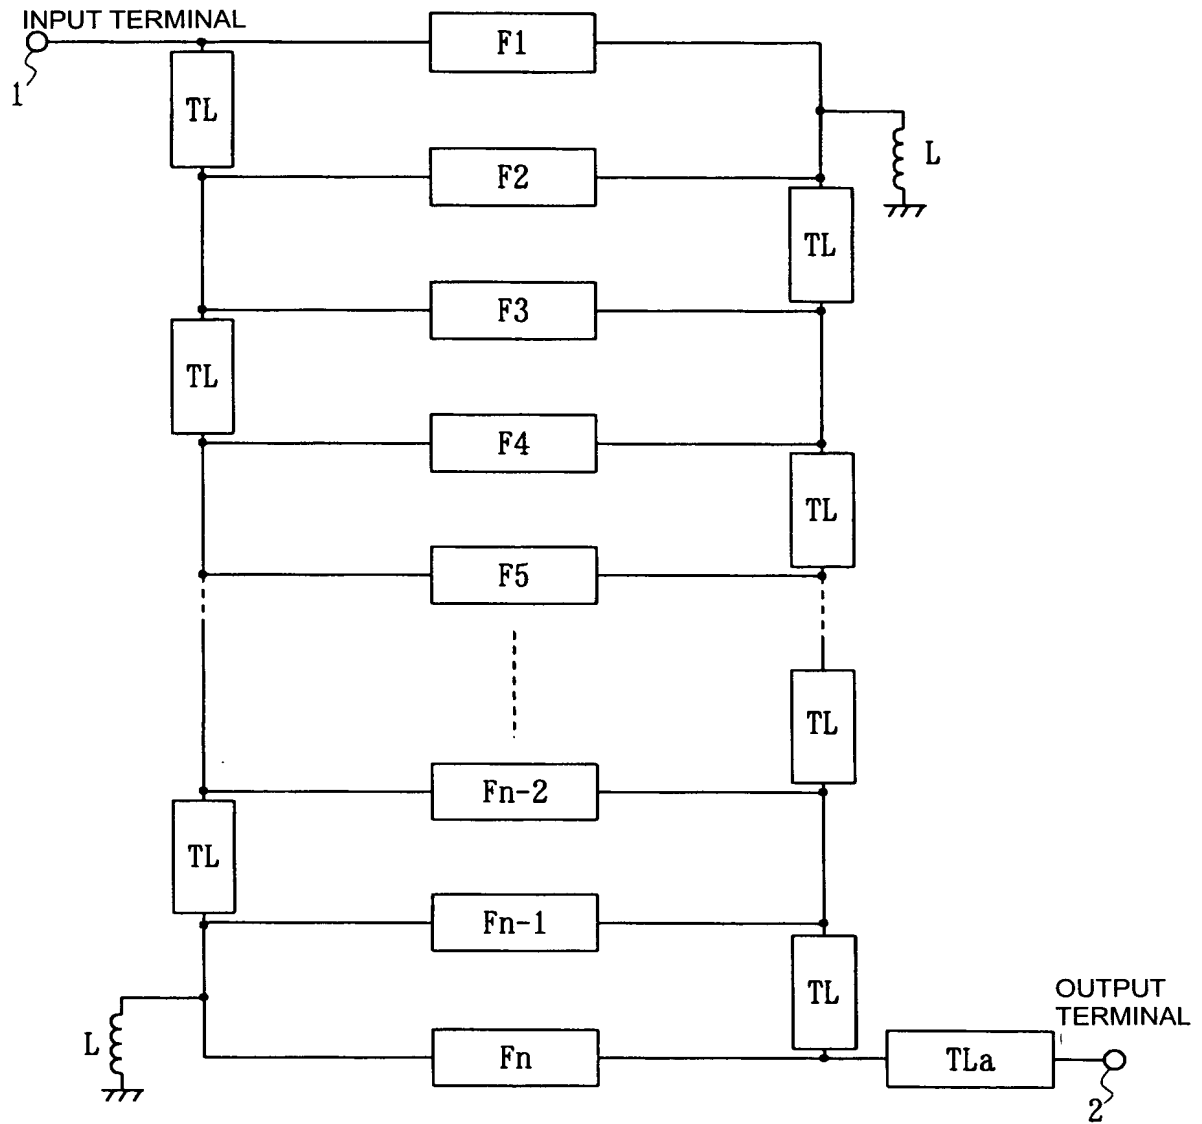 INPUT TERMINAL
1
F1
TL
L
F2
TL
F3
TL
F4
TL
F5
TL
Fn-2
TL
Fn-1
TL
OUTPUT
TERMINAL
L
Fn
TLa
2